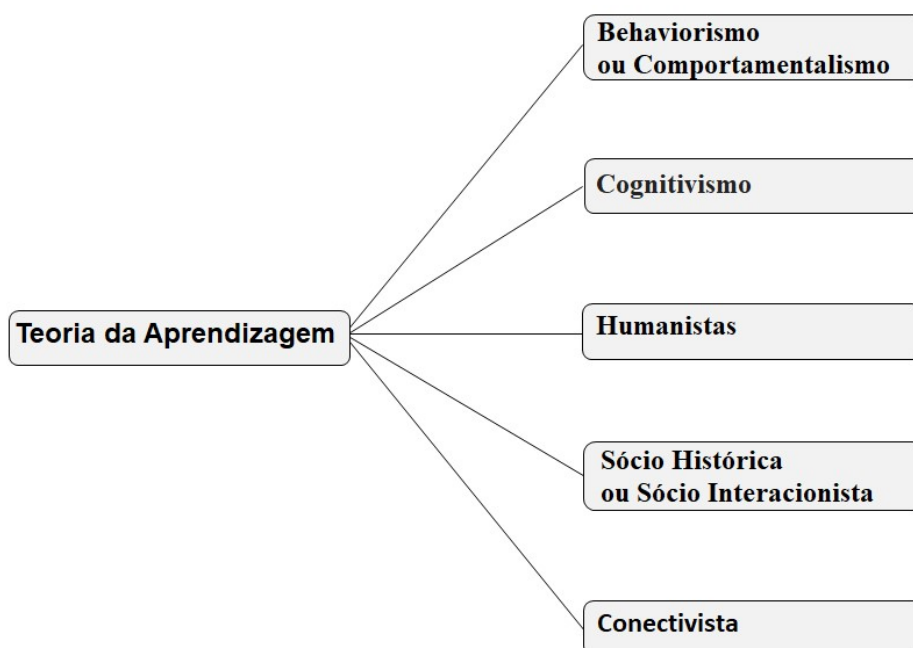 Behaviorismo
ou Comportamentalismo
Cognitivismo
Teoria da Aprendizagem
Humanistas
Sócio Histórica
ou Sócio Interacionista
Conectivista